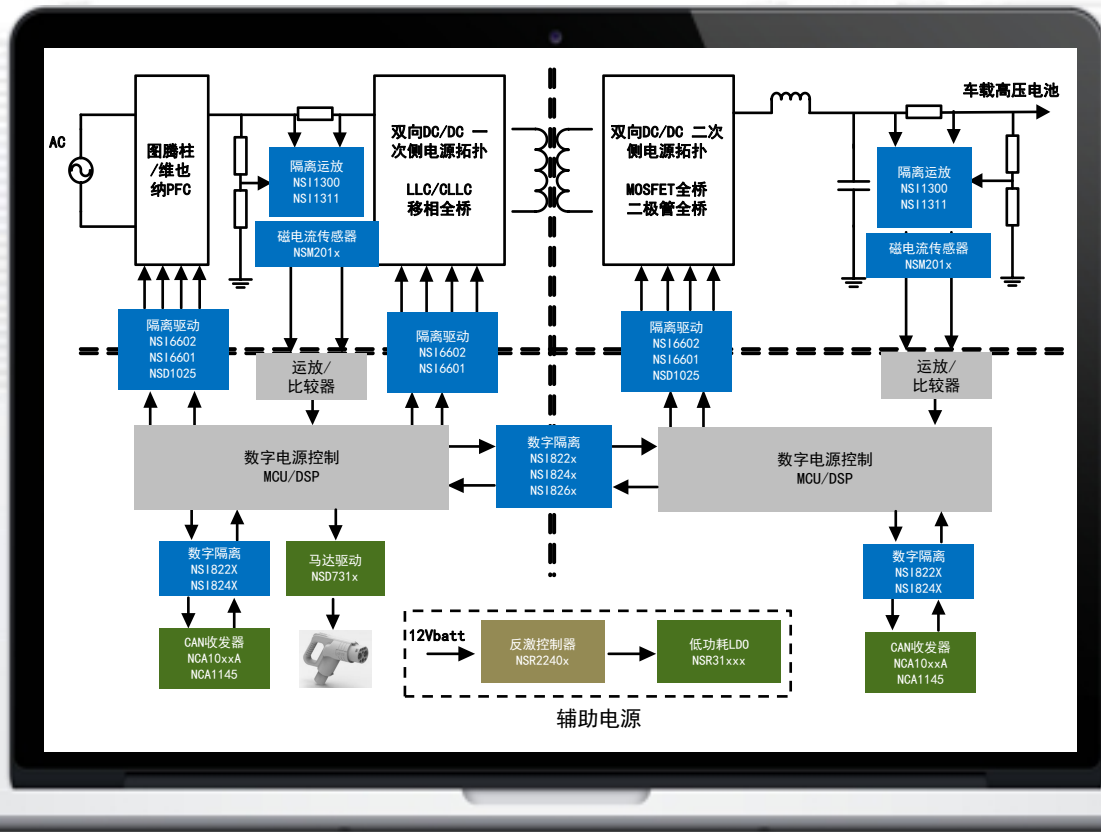 AC
图腾柱
/维也
纳PFC
隔离运放
NSI1300
NSI1311
磁电流传感器
NSM201x
双向DC/DC 一
次侧电源拓扑
LLC/CLLC
移相全桥
双向DC/DC 二次
侧电源拓扑
MOSFET全桥
二极管全桥
车载高压电池
隔离运放
NSI1300
NSI1311
磁电流传感器
NSM201x
隔离驱动
NSI6602
NSI6601
NSD1025
运放/
比较器
隔离驱动
NSI6602
NSI6601
隔离驱动
NSI6602
NSI6601
NSD1025
运放/
比较器
数字电源控制
MCU/DSP
数字隔离
NSI822x
NSI824x
NSI826x
数字电源控制
MCU/DSP
数字隔离
NSI822X
NSI824X
马达驱动
NSD731x
数字隔离
NSI822X
NSI824X
CAN收发器
NCA10xxA
NCA1145
12Vbatt
反激控制器
NSR2240x
低功耗LDO
NSR31xxx
CAN收发器
NCA10xxA
NCA1145
辅助电源